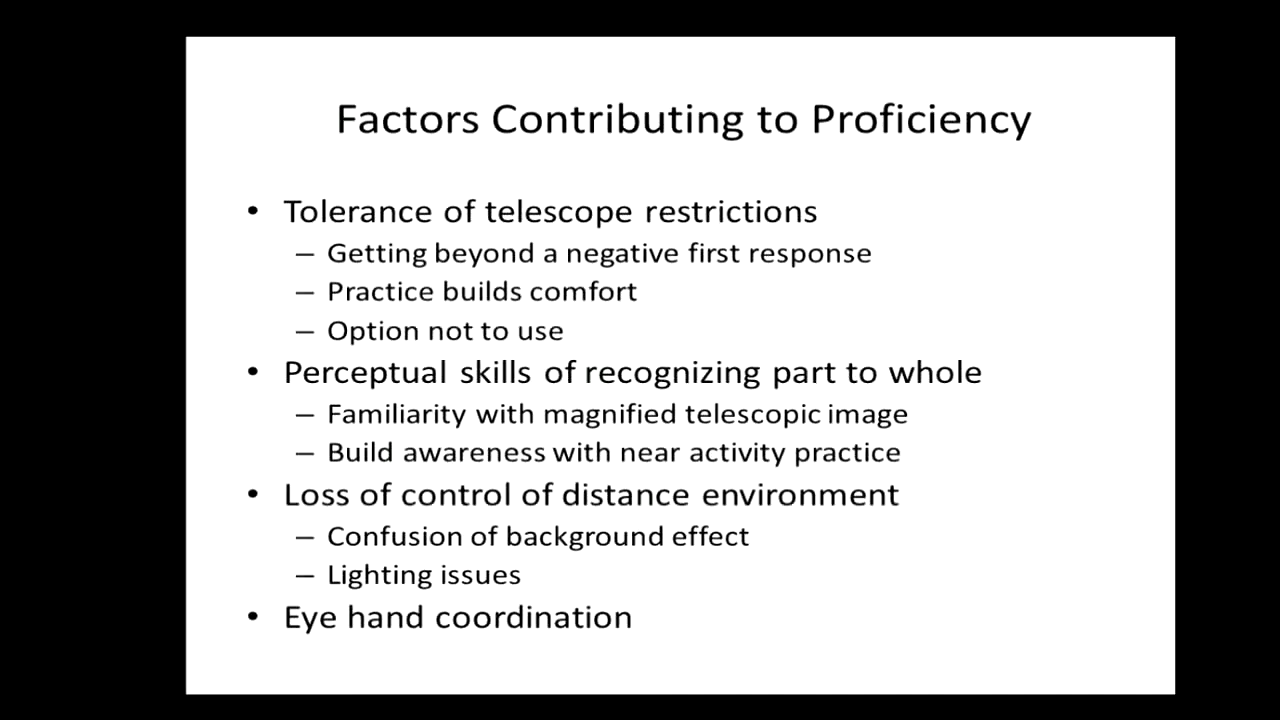 Factors Contributing to Proficiency
• Tolerance of telescope restrictions
– Getting beyond a negative first response
– Practice builds comfort
– Option not to use
• Perceptual skills of recognizing part to whole
– Familiarity with magnified telescopic image
– Build awareness with near activity practice
• Loss of control of distance environment
– Confusion of background effect
– Lighting issues
• Eye hand coordination